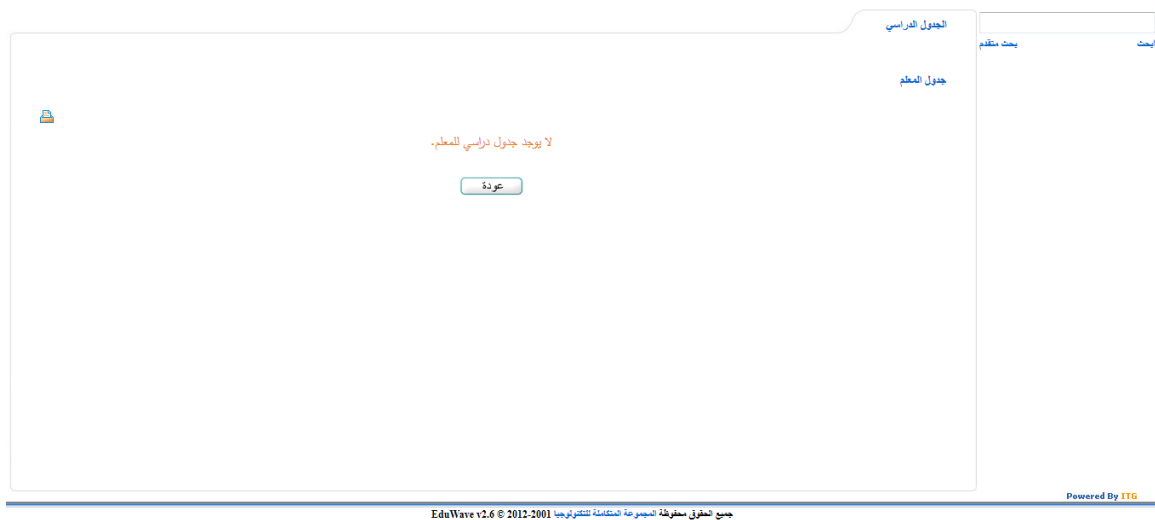 الجدول الدراسي
ابحث
بحث متقدم
جدول المعلم
لا يوجد جدول دراسي للمعلم.
عودة
Powered By ITG
جميع الحقوق محفوظة المجموعة المتكاملة للتكنولوجيا EduWave v2.6 © 2012-2001